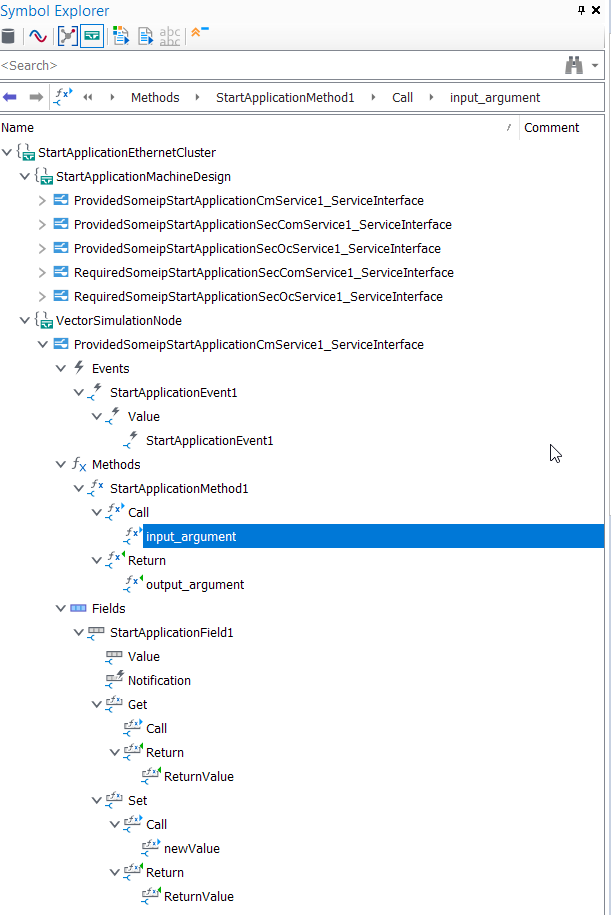 Symbol Explorer
abc
abc
<Search>
Methods StartApplicationMethod1 Call input_argument
Name / Comment
StartApplicationEthernetCluster
StartApplicationMachineDesign
ProvidedSomeipStartApplicationCmService1_ServiceInterface
ProvidedSomeipStartApplicationSecComService1_ServiceInterface
ProvidedSomeipStartApplicationSecOcService1_ServiceInterface
RequiredSomeipStartApplicationSecComService1_ServiceInterface
RequiredSomeipStartApplicationSecOcService1_ServiceInterface
VectorSimulationNode
ProvidedSomeipStartApplicationCmService1_ServiceInterface
Events
StartApplicationEvent1
Value
StartApplicationEvent1
Methods
StartApplicationMethod1
Call
input_argument
Return
output_argument
Fields
StartApplicationField1
Value
Notification
Get
Call
Return
ReturnValue
Set
Call
newValue
Return
ReturnValue